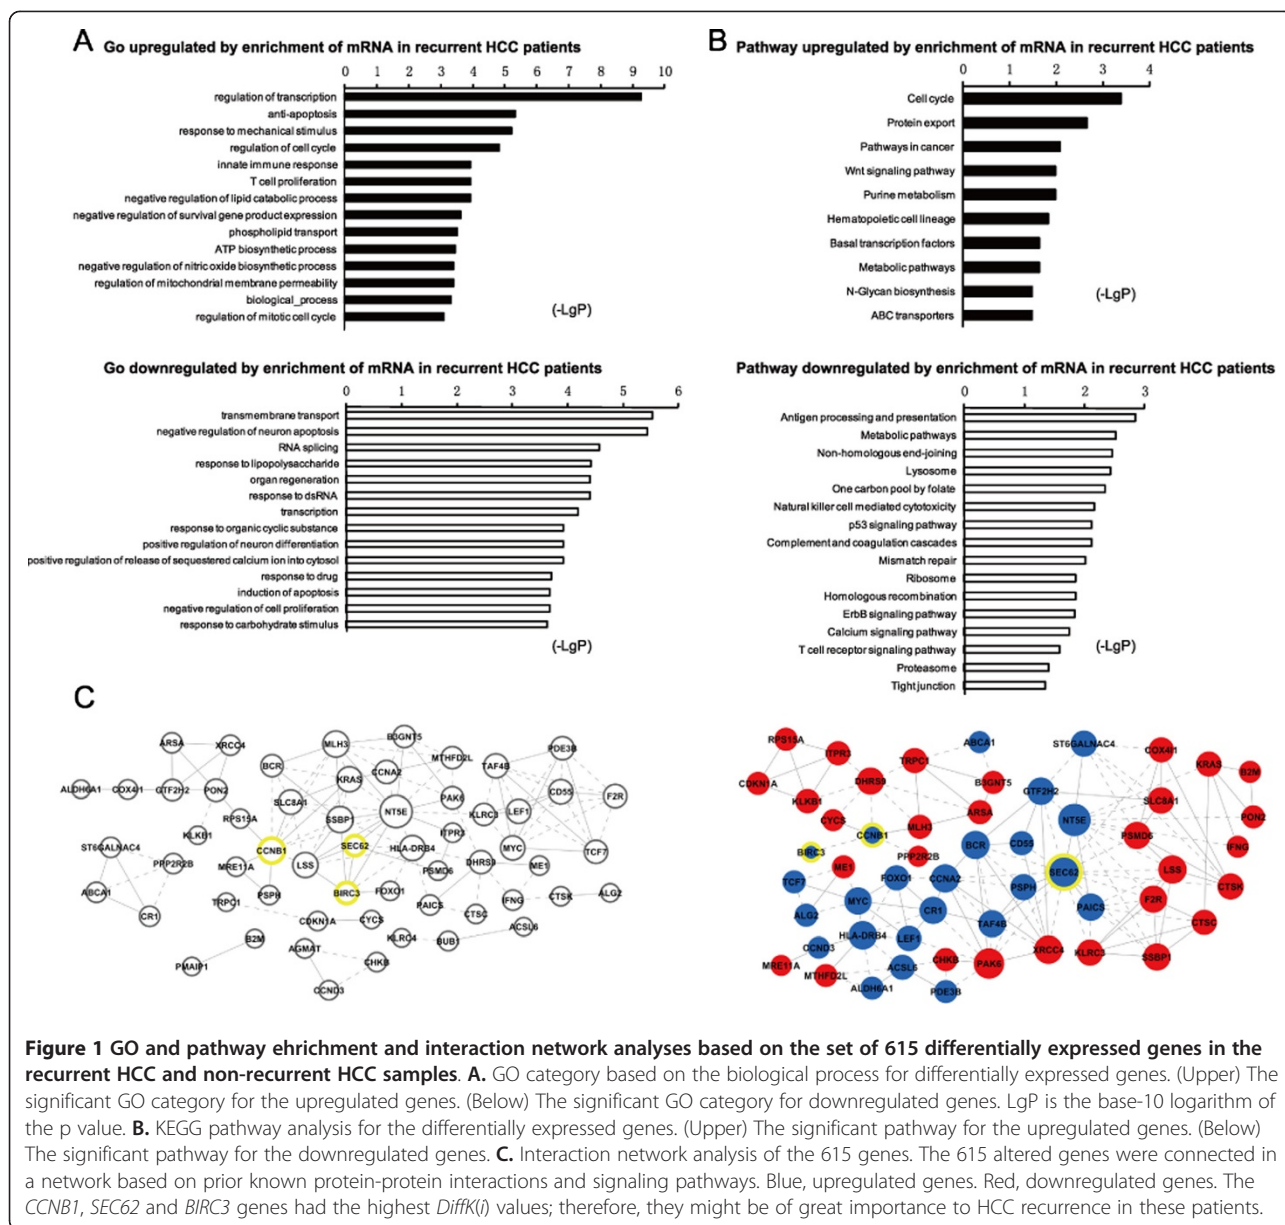 A
Go upregulated by enrichment of mRNA in recurrent HCC patients
0 1 2 3 4 5 6 7 8 9 10
regulation of transcription
anti-apoptosis
response to mechanical stimulus
regulation of cell cycle
innate immune response
T cell proliferation
negative regulation of lipid catabolic process
negative regulation of survival gene product expression
phospholipid transport
ATP biosynthetic process
negative regulation of nitric oxide biosynthetic process
regulation of mitochondrial membrane permeability
biological_process
regulation of mitotic cell cycle
(-LgP)
Go downregulated by enrichment of mRNA in recurrent HCC patients
0 1 2 3 4 5 6
transmembrane transport
negative regulation of neuron apoptosis
RNA splicing
response to lipopolysaccharide
organ regeneration
response to dsRNA
transcription
response to organic cyclic substance
positive regulation of neuron differentiation
positive regulation of release of sequestered calcium ion into cytosol
response to drug
induction of apoptosis
negative regulation of cell proliferation
response to carbohydrate stimulus
(-LgP)
B
Pathway upregulated by enrichment of mRNA in recurrent HCC patients
0 1 2 3 4
Cell cycle
Protein export
Pathways in cancer
Wnt signaling pathway
Purine metabolism
Hematopoietic cell lineage
Basal transcription factors
Metabolic pathways
N-Glycan biosynthesis
ABC transporters
(-LgP)
Pathway downregulated by enrichment of mRNA in recurrent HCC patients
0 1 2 3
Antigen processing and presentation
Metabolic pathways
Non-homologous end-joining
Lysosome
One carbon pool by folate
Natural killer cell mediated cytotoxicity
p53 signaling pathway
Complement and coagulation cascades
Mismatch repair
Ribosome
Homologous recombination
ErbB signaling pathway
Calcium signaling pathway
T cell receptor signaling pathway
Proteasome
Tight junction
(-LgP)
C
ARSA
XRCC4
MLH3
B3GNT5
PDE3B
BCR
KRAS
CCNA2
MTHFD2L
TAF4B
ALDH6A1
COX4I1
GTF2H2
PON2
SLC8A1
NT5E
PAK6
CD55
F2R
RPS15A
SSBP1
KLRC3
LEF1
KLKB1
ITPR3
ST6GALNAC4
CCNB1
SEC62
HLA-DRB4
MYC
TCF7
PPP2R2B
MRE11A
LSS
PSMD6
DHRS9
ME1
ABCA1
PSPH
BIRC3
FOXO1
TRPC1
PAICS
IFNG
CTSK
ALG2
CR1
CDKN1A
CYCS
CTSC
ACSL6
B2M
AGMAT
KLRC4
BUB1
PMAIP1
CHKB
CCND3
RPS15A
ITPR3
ABCA1
ST6GALNAC4
COX4I1
TRPC1
KRAS
B2M
CDKN1A
DHRS9
B3GNT5
GTF2H2
SLC8A1
KLKB1
ARSA
PON2
CYCS
MLH3
NT5E
CCNB1
PSMD6
BIRC3
PPP2R2B
BCR
CD55
IFNG
ME1
SEC62
LSS
TCF7
FOXO1
CCNA2
PSPH
CTSK
MYC
F2R
ALG2
CR1
PAICS
TAF4B
CTSC
CCND3
HLA-DRB4
LEF1
XRCC4
KLRC3
SSBP1
MRE11A
MTHFD2L
ACSL6
CHKB
PAK6
ALDH6A1
PDE3B
Figure 1 GO and pathway ehrichment and interaction network analyses based on the set of 615 differentially expressed genes in the
recurrent HCC and non-recurrent HCC samples. A. GO category based on the biological process for differentially expressed genes. (Upper) The
significant GO category for the upregulated genes. (Below) The significant GO category for downregulated genes. LgP is the base-10 logarithm of
the p value. B. KEGG pathway analysis for the differentially expressed genes. (Upper) The significant pathway for the upregulated genes. (Below)
The significant pathway for the downregulated genes. C. Interaction network analysis of the 615 genes. The 615 altered genes were connected in
a network based on prior known protein-protein interactions and signaling pathways. Blue, upregulated genes. Red, downregulated genes. The
CCNB1, SEC62 and BIRC3 genes had the highest DiffK(i) values; therefore, they might be of great importance to HCC recurrence in these patients.